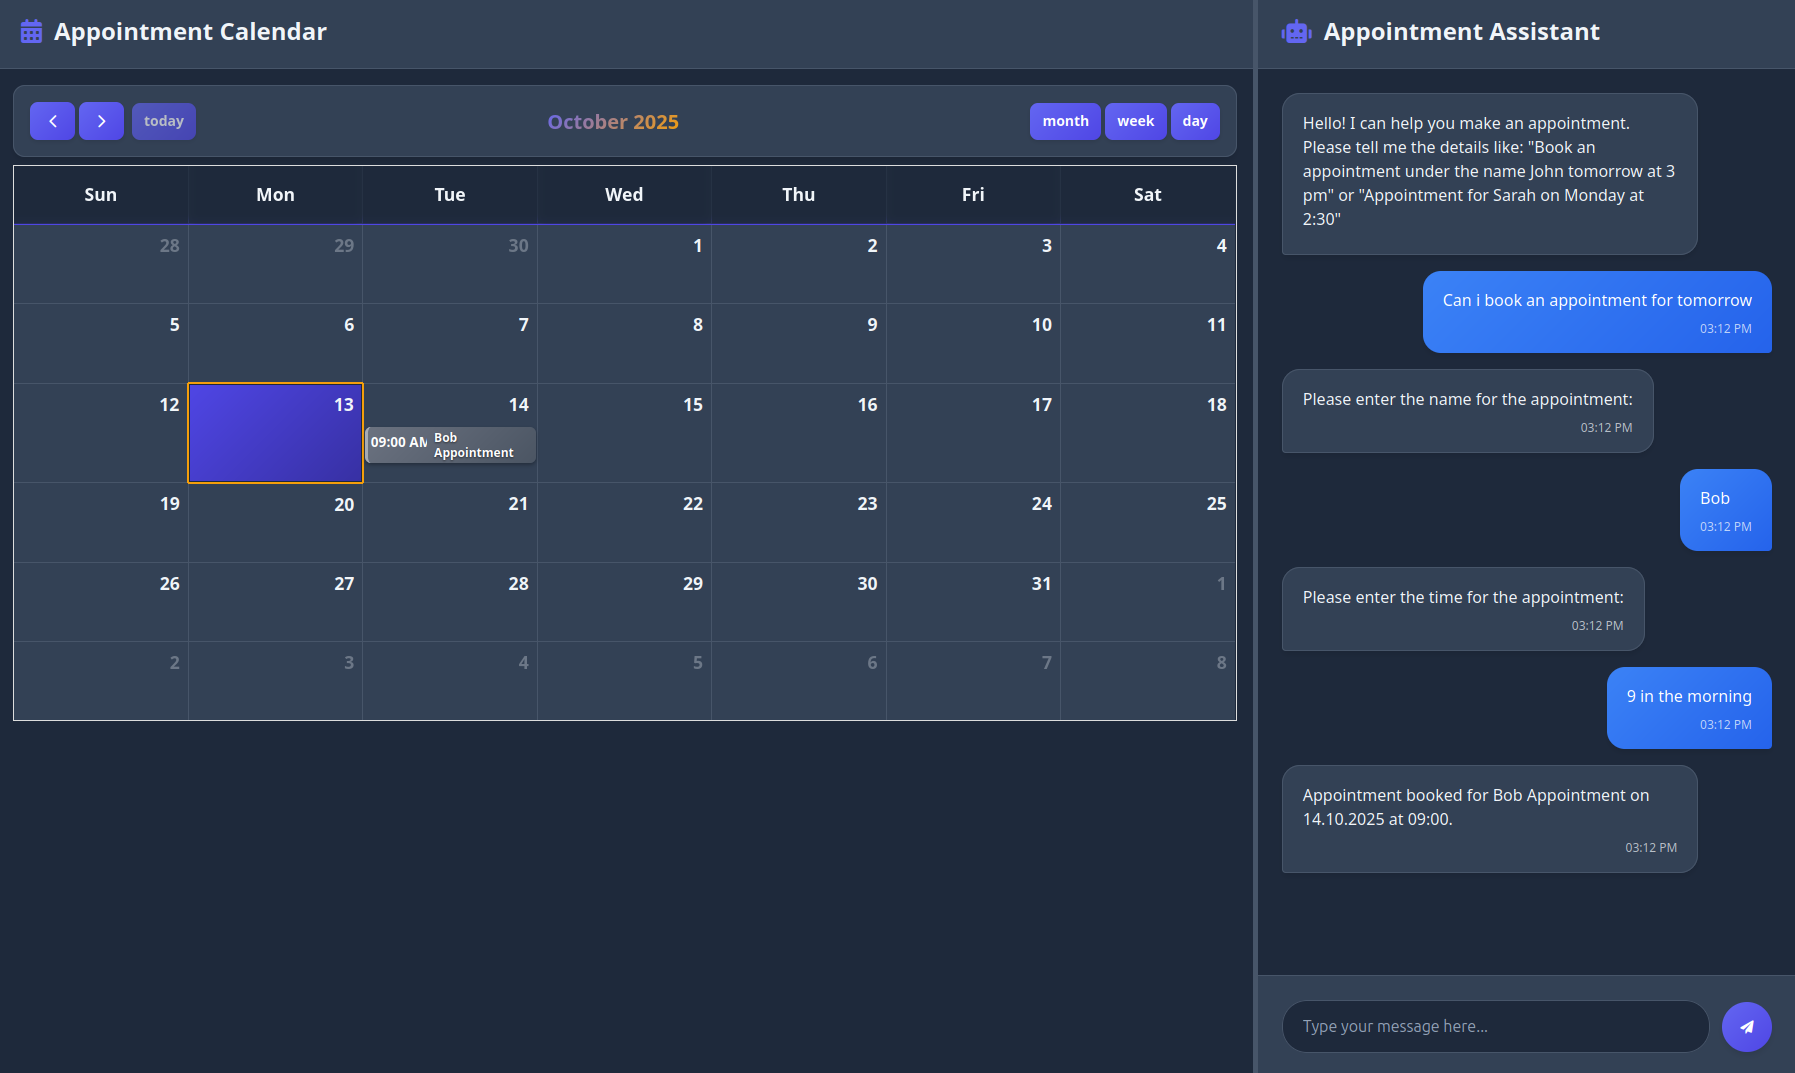 Appointment Calendar
today
October 2025
month week day
Sun Mon Tue Wed Thu Fri Sat
28 29 30 1 2 3 4
5 6 7 8 9 10 11
12 13 14 15 16 17 18
09:00 AM Bob
Appointment
19 20 21 22 23 24 25
26 27 28 29 30 31 1
2 3 4 5 6 7 8
Appointment Assistant
Hello! I can help you make an appointment.
Please tell me the details like: "Book an
appointment under the name John tomorrow at 3
pm" or "Appointment for Sarah on Monday at
2:30"
Can i book an appointment for tomorrow
03:12 PM
Please enter the name for the appointment:
03:12 PM
Bob
03:12 PM
Please enter the time for the appointment:
03:12 PM
9 in the morning
03:12 PM
Appointment booked for Bob Appointment on
14.10.2025 at 09:00.
03:12 PM
Type your message here...